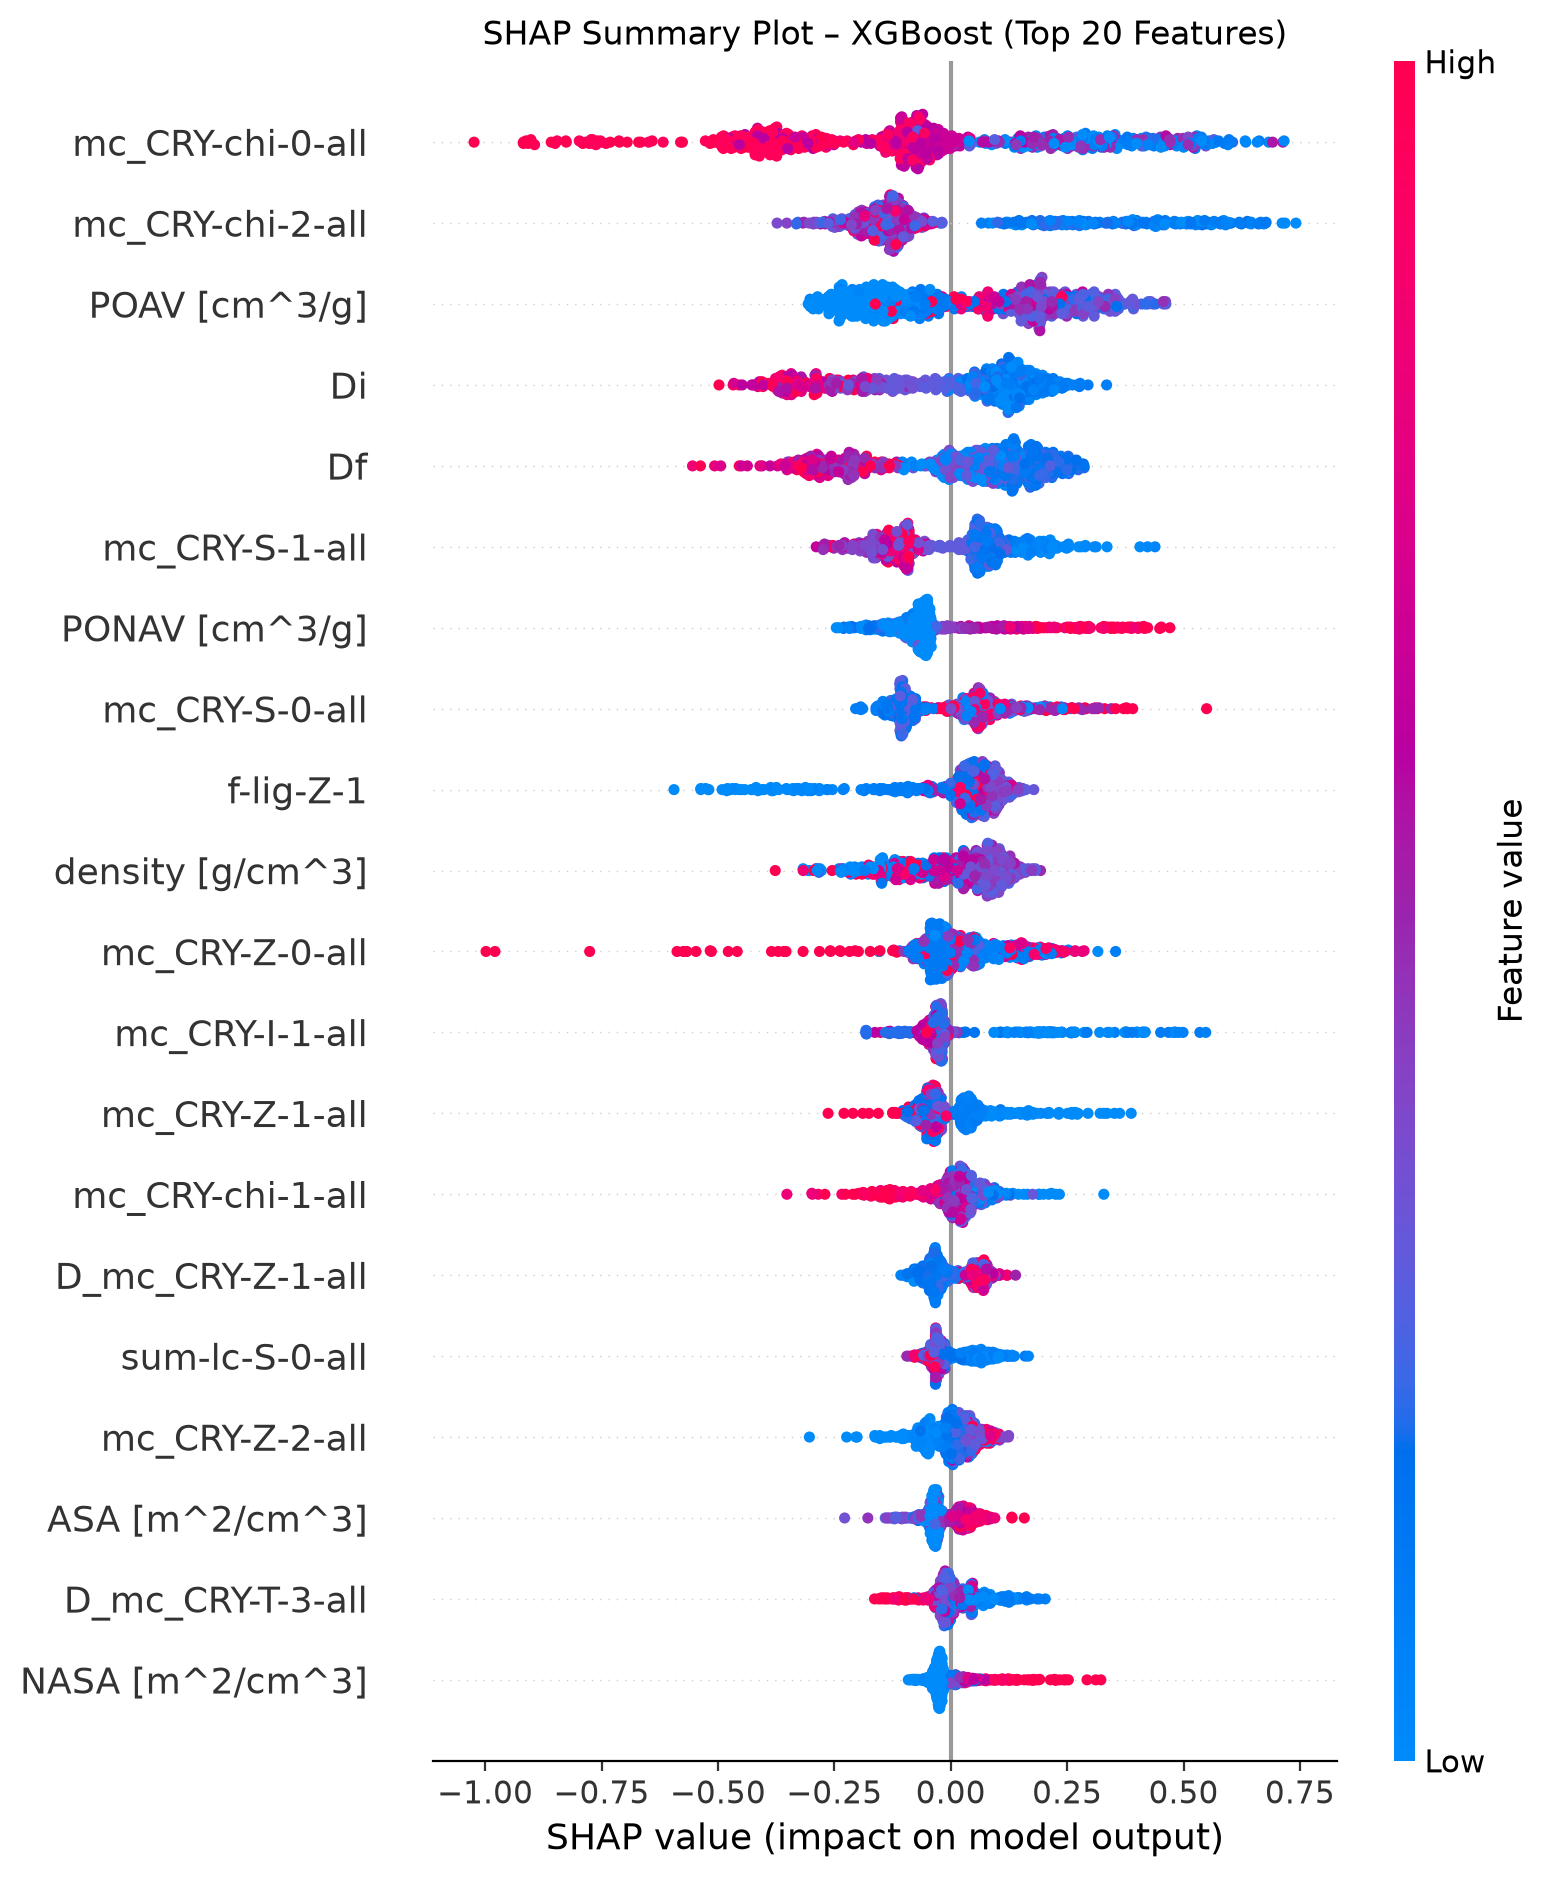 SHAP Summary Plot – XGBoost (Top 20 Features)
High
mc_CRY-chi-0-all
mc_CRY-chi-2-all
POAV [cm^3/g]
Di
Df
mc_CRY-S-1-all
PONAV [cm^3/g]
mc_CRY-S-0-all
f-lig-Z-1
density [g/cm^3]
mc_CRY-Z-0-all
mc_CRY-I-1-all
mc_CRY-Z-1-all
mc_CRY-chi-1-all
D_mc_CRY-Z-1-all
sum-lc-S-0-all
mc_CRY-Z-2-all
ASA [m^2/cm^3]
D_mc_CRY-T-3-all
NASA [m^2/cm^3]
Feature value
Low
−1.00 −0.75 −0.50 −0.25 0.00 0.25 0.50 0.75
SHAP value (impact on model output)